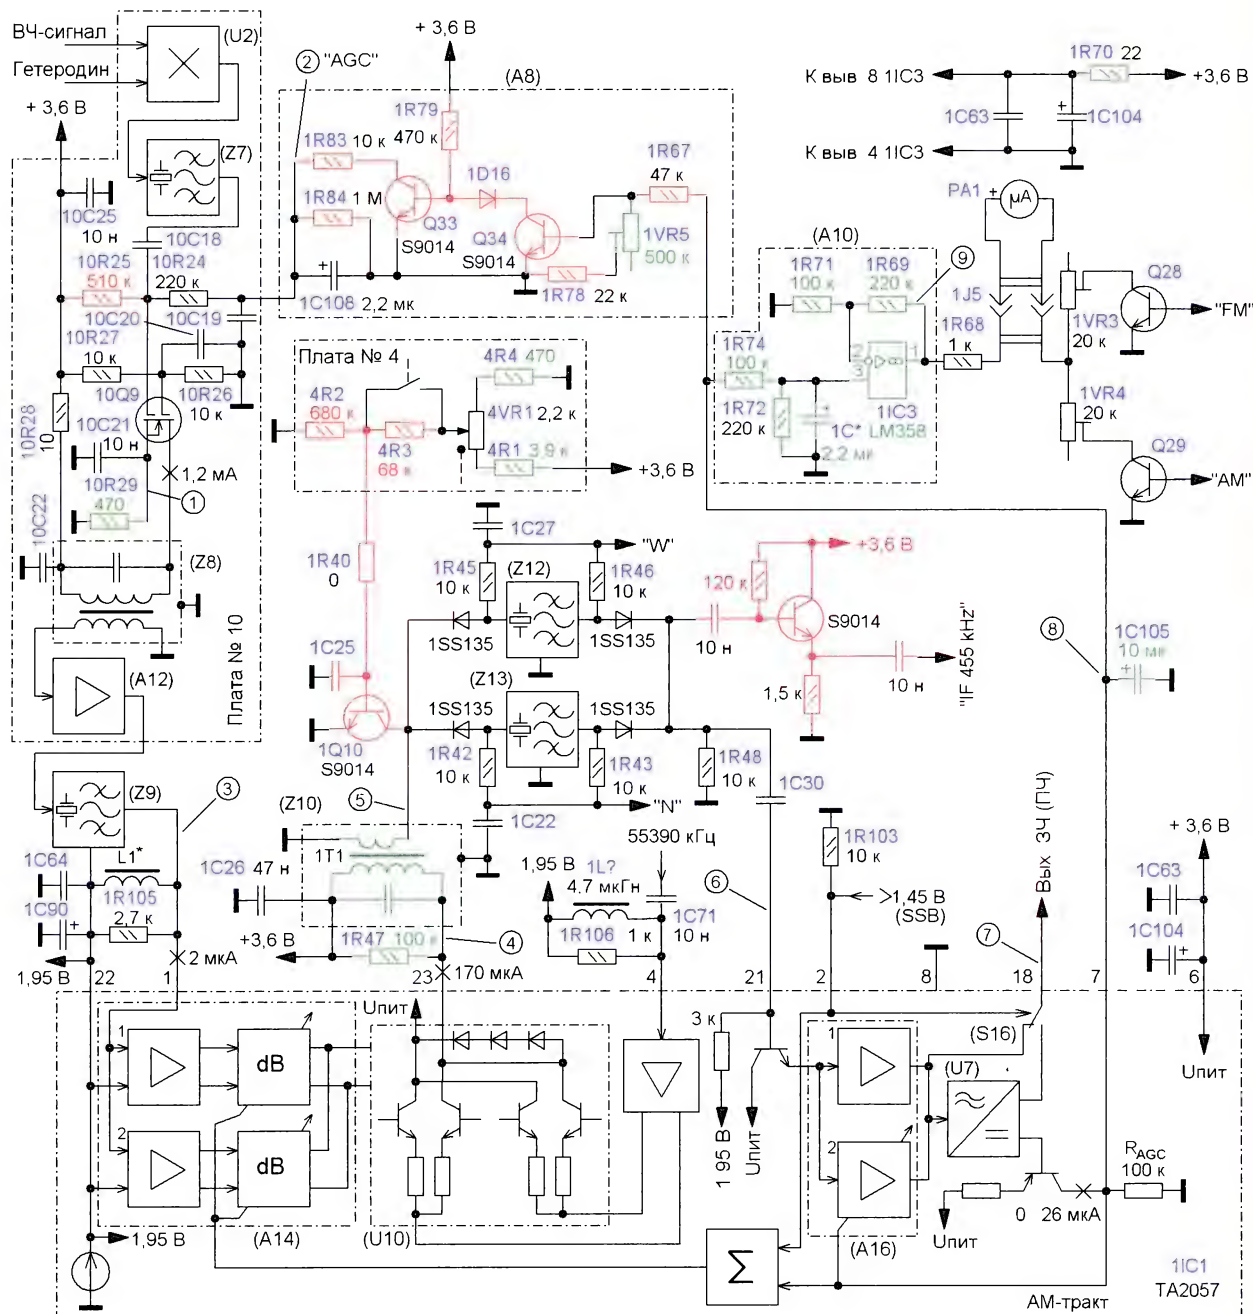 ВЧ-сигнал
Гетеродин
(U2)
+ 3,6 В
(Z7)
10C25
10 н
10C18
10R25
510 к
10R24
220 к
10C20
10C19
10R27
10 к
10R26
10 к
10Q9
10R28
10
10C21
10 н
10R29
470
1
1,2 мА
10C22
(Z8)
(A12)
Плата № 10
2
"AGC"
+ 3,6 В
(A8)
1R79
470 к
1R83
10 к
1R84
1 М
1D16
1R67
47 к
Q33
S9014
Q34
S9014
1VR5
500 к
1R78
22 к
1C108
2,2 мк
1R70
22
К выв 8 1IC3
+3,6 В
1C63
+
1C104
К выв 4 1IC3
PA1
+
μA
(A10)
1R71
100 к
1R69
220 к
9
1J5
1R68
1 к
1VR3
20 к
Q28
"FM"
1R74
100 к
2
3
1
1R72
220 к
1C*
2,2 мк
1IC3
LM358
1VR4
20 к
Q29
"AM"
Плата № 4
4R2
680 к
4R3
68 к
4R4
470
4VR1
2,2 к
4R1
3,9 к
+3,6 В
1R40
0
1C27
"W"
1R45
10 к
(Z12)
1R46
10 к
1SS135
1SS135
+3,6 В
120 к
10 н
S9014
10 н
1,5 к
"IF 455 kHz"
1C25
1Q10
S9014
(Z13)
1SS135
1SS135
1R42
10 к
1R43
10 к
1R48
10 к
"N"
1C30
1C22
8
1C105
10 мк
+
(Z9)
3
L1*
1C64
1C90
+
1R105
2,7 к
2 мкА
1,95 В
22
1
(Z10)
5
1T1
1C26
47 н
+3,6 В
1R47
100 к
4
23
170 мкА
55390 кГц
1,95 В
1L?
4,7 мкГн
1C71
10 н
1R106
1 к
4
6
21
1R103
10 к
1,45 В
(SSB)
2
8
Вых ЗЧ (ПЧ)
7
18
7
+ 3,6 В
1C63
1C104
+
6
Uпит
1
dB
2
dB
1,95 В
(A14)
Uпит
(U10)
3 к
1 95 В
Uпит
1
2
(A16)
(S16)
(U7)
Uпит
0
26 мкА
R AGC
100 к
Σ
1IC1
TA2057
АМ-тракт